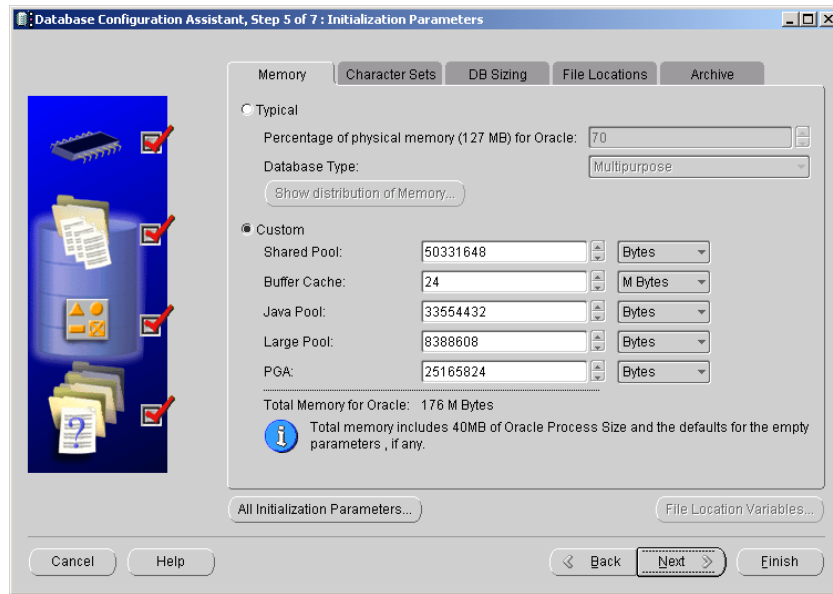 Database Configuration Assistant, Step 5 of 7 : Initialization Parameters
Memory Character Sets DB Sizing File Locations Archive
Typical
Percentage of physical memory (127 MB) for Oracle: 70
Database Type: Multipurpose
Show distribution of Memory...
Custom
Shared Pool: 50331648 Bytes
Buffer Cache: 24 M Bytes
Java Pool: 33554432 Bytes
Large Pool: 8388608 Bytes
PGA: 25165824 Bytes
Total Memory for Oracle: 176 M Bytes
Total memory includes 40MB of Oracle Process Size and the defaults for the empty
parameters , if any.
All Initialization Parameters... File Location Variables...
Cancel Help Back Next Finish